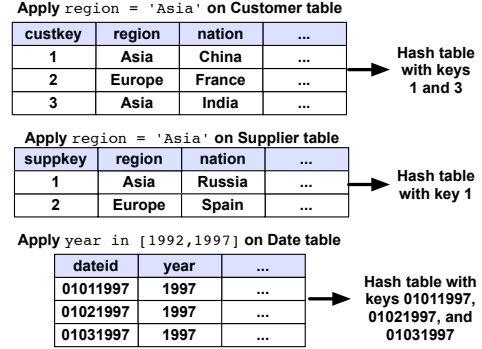 Apply region = 'Asia' on Customer table
custkey region nation ...
1 Asia China ...
2 Europe France ...
3 Asia India ...
Hash table
with keys
1 and 3
Apply region = 'Asia' on Supplier table
suppkey region nation ...
1 Asia Russia ...
2 Europe Spain ...
Hash table
with key 1
Apply year in [1992,1997] on Date table
dateid year ...
01011997 1997 ...
01021997 1997 ...
01031997 1997 ...
Hash table with
keys 01011997,
01021997, and
01031997